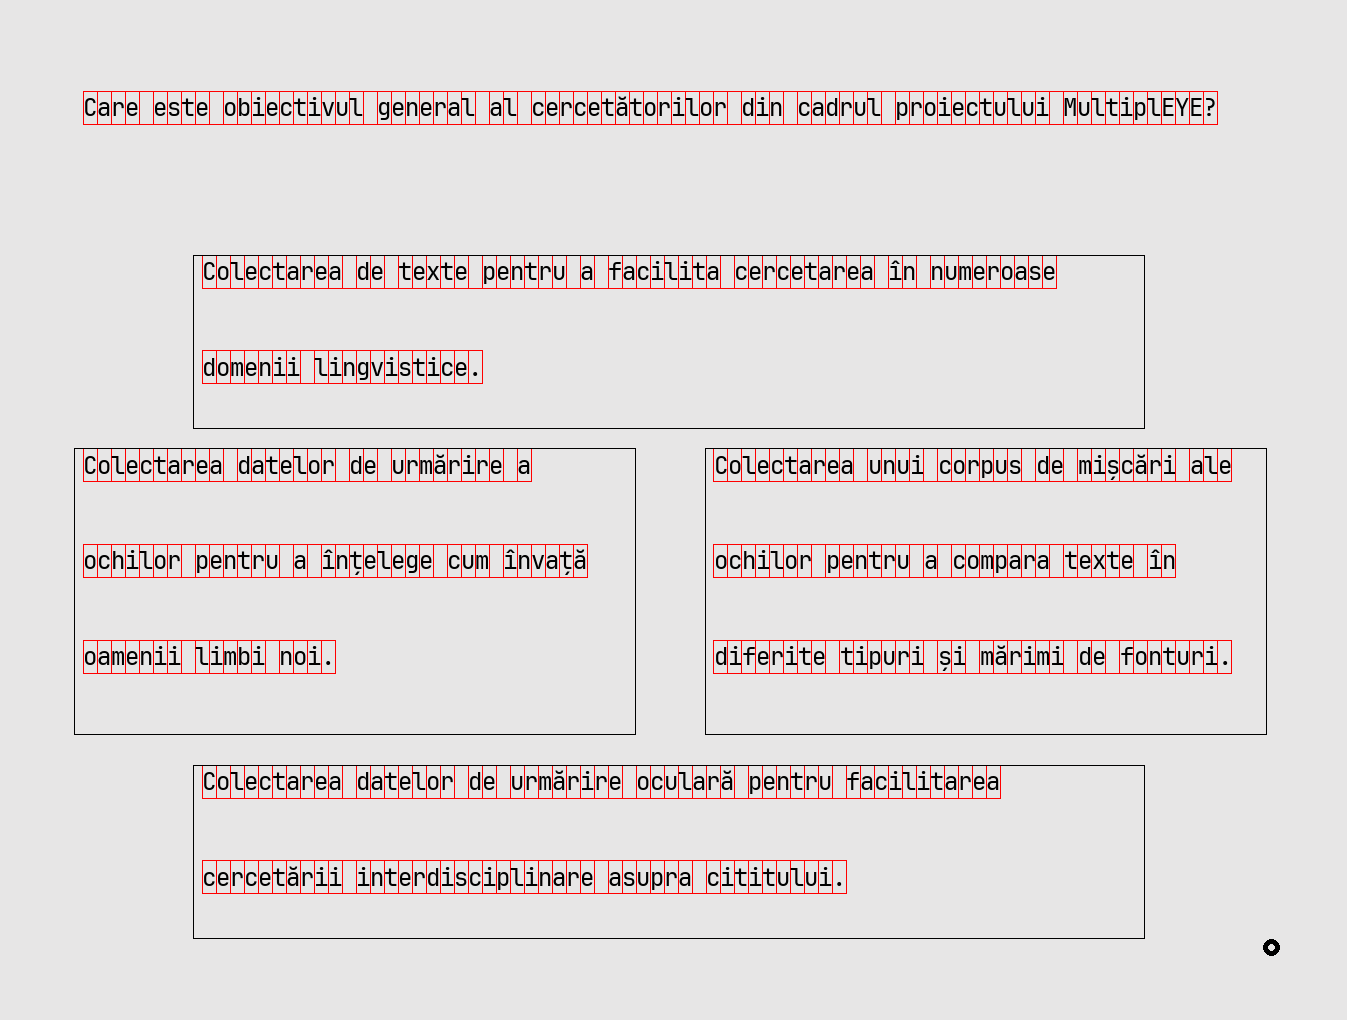 Care este obiectivul general al cercetătorilor din cadrul proiectului MultiplEYE?
Colectarea de texte pentru a facilita cercetarea în numeroase
domenii lingvistice.
Colectarea datelor de urmărire a
ochilor pentru a înțelege cum învață
oamenii limbi noi.
Colectarea unui corpus de mișcări ale
ochilor pentru a compara texte în
diferite tipuri și mărimi de fonturi.
Colectarea datelor de urmărire oculară pentru facilitarea
cercetării interdisciplinare asupra cititului.